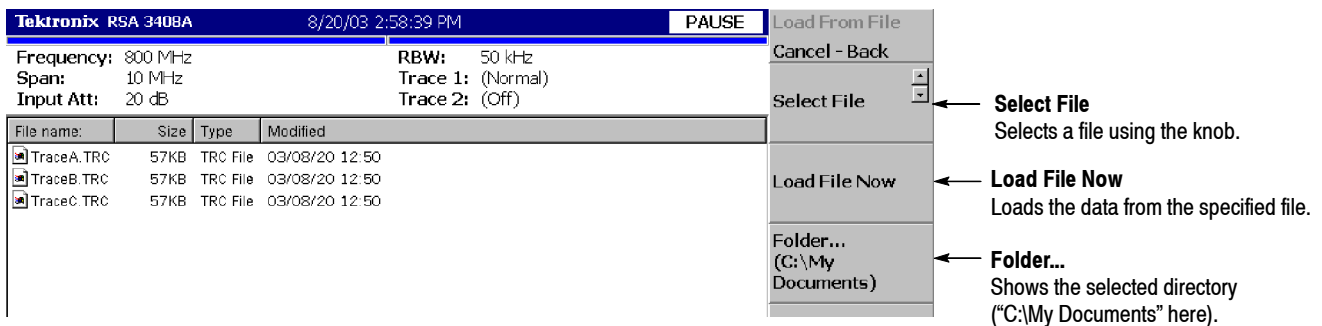 Tektronix RSA 3408A 8/20/03 2:58:39 PM PAUSE
Frequency: 800 MHz RBW: 50 kHz
Span: 10 MHz Trace 1: (Normal)
Input Att: 20 dB Trace 2: (Off)
File name: Size Type Modified
TraceA.TRC 57KB TRC File 03/08/20 12:50
TraceB.TRC 57KB TRC File 03/08/20 12:50
TraceC.TRC 57KB TRC File 03/08/20 12:50
Load From File
Cancel - Back
Select File
Load File Now
Folder...
(C:\My
Documents)
Select File
Selects a file using the knob.
Load File Now
Loads the data from the specified file.
Folder...
Shows the selected directory
(“C:\My Documents” here).